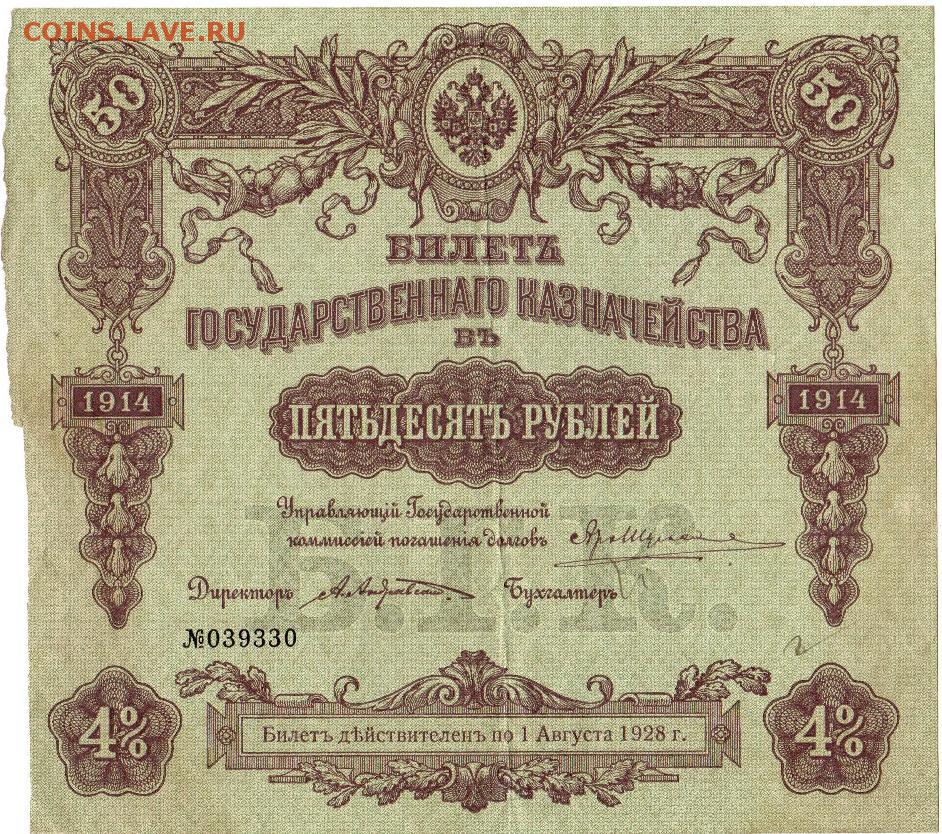 COINS.LAVE.RU
50 50
БИЛЕТЪ
ГОСУДАРСТВЕННАГО КАЗНАЧЕЙСТВА
ВЪ
1914 1914
ПЯТЬДЕСЯТЪ РУБЛЕЙ
Управляющій Государственной
коммиссіей погашенія долговъ
Директоръ Бухгалтеръ
№039330
4% 4%
Билетъ дѣйствителенъ по 1 Августа 1928 г.